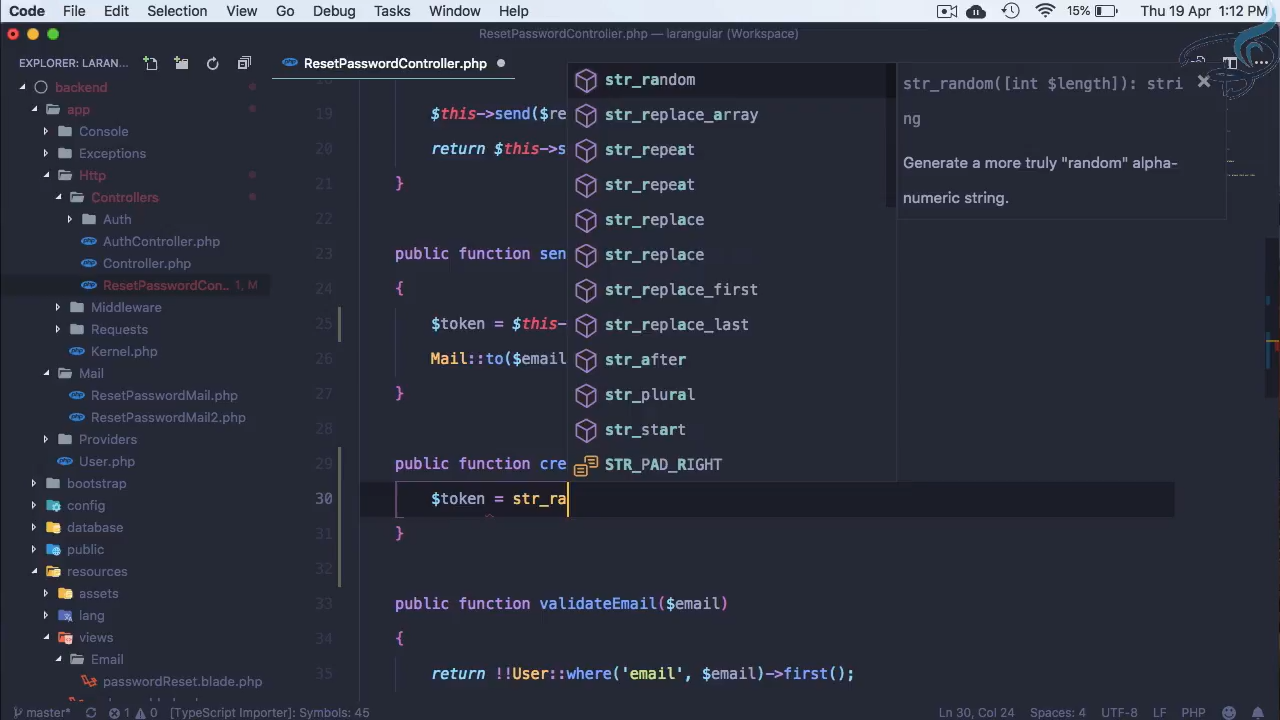 Code File Edit Selection View Go Debug Tasks Window Help 15% Thu 19 Apr 1:12 PM
ResetPasswordController.php — larangular (Workspace)
EXPLORER: LARAN... ResetPasswordController.php
backend
app
Console
Exceptions
Http
Controllers
Auth
AuthController.php
Controller.php
ResetPasswordCon... 1, M
Middleware
Requests
Kernel.php
Mail
ResetPasswordMail.php
ResetPasswordMail2.php
Providers
User.php
bootstrap
config
database
public
resources
assets
lang
views
Email
passwordReset.blade.php
19 $this->send($re
20 return $this->s
21 }
22
23 public function sen
24 {
25 $token = $this-
26 Mail::to($email
27 }
28
29 public function cre
30 $token = str_ra
31 }
32
33 public function validateEmail($email)
34 {
35 return !!User::where('email', $email)->first();
str_random
str_replace_array
str_repeat
str_repeat
str_replace
str_replace
str_replace_first
str_replace_last
str_after
str_plural
str_start
STR_PAD_RIGHT
str_random([int $length]): stri
ng
Generate a more truly "random" alpha-
numeric string.
master* 1 0 [TypeScript Importer]: Symbols: 45 Ln 30, Col 24 Spaces: 4 UTF-8 LF PHP